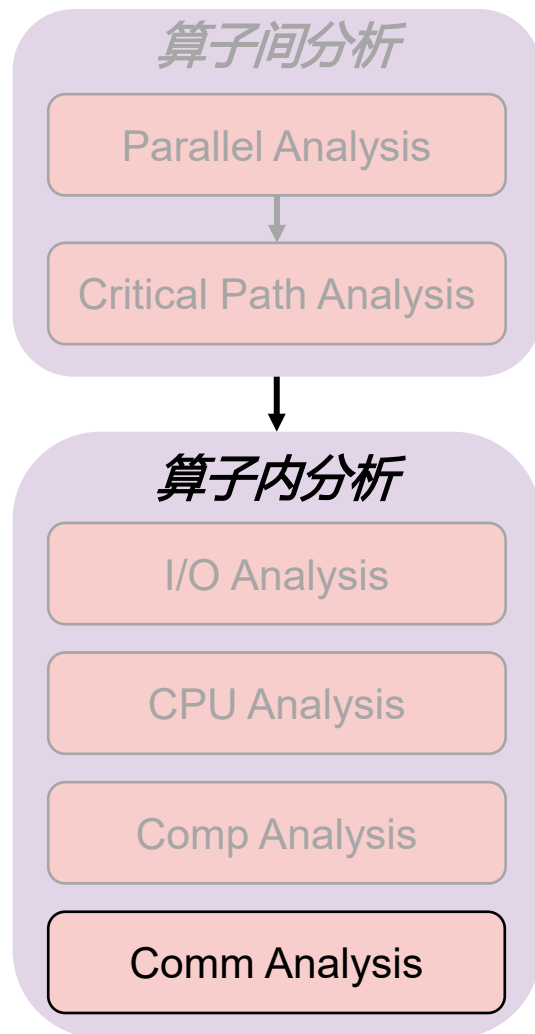 算子间分析
Parallel Analysis
Critical Path Analysis
算子内分析
I/O Analysis
CPU Analysis
Comp Analysis
Comm Analysis